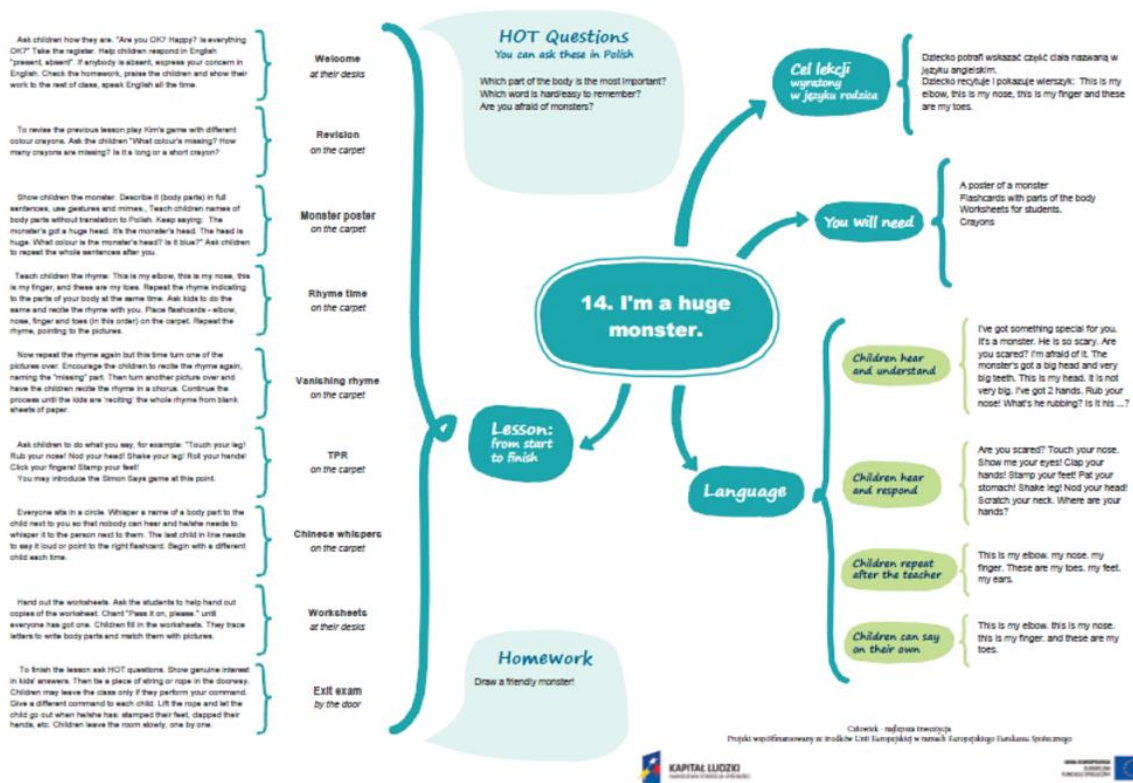 Ask children how they are. "Are you OK? Happy? Is everything
OK?" Take the register. Help children respond in English
"present, absent". If anybody is absent, express your concern in
English. Check the homework, praise the children and show their
work to the rest of class, speak English all the time.
Welcome
at their desks
To revise the previous lesson play Kim's game with different
colour crayons. Ask the children "What colour's missing? How
many crayons are missing? Is it a long or a short crayon?
Revision
on the carpet
Show children the monster. Describe it (body parts) in full
sentences, use gestures and mimes., Teach children names of
body parts without translation to Polish. Keep saying: The
monster's got a huge head. It's the monster's head. The head is
huge. What colour is the monster's head? Is it blue?" Ask children
to repeat the whole sentences after you.
Monster poster
on the carpet
Teach children the rhyme: This is my elbow, this is my nose, this
is my finger, and these are my toes. Repeat the rhyme indicating
to the parts of your body at the same time. Ask kids to do the
same and recite the rhyme with you. Place flashcards - elbow,
nose, finger and toes (in this order) on the carpet. Repeat the
rhyme, pointing to the pictures.
Rhyme time
on the carpet
Now repeat the rhyme again but this time turn one of the
pictures over. Encourage the children to recite the rhyme again,
naming the "missing" part. Then turn another picture over and
have the children recite the rhyme in a chorus. Continue the
process until the kids are 'reciting' the whole rhyme from blank
sheets of paper.
Vanishing rhyme
on the carpet
Ask children to do what you say, for example: "Touch your leg!
Rub your nose! Nod your head! Shake your leg! Roll your hands!
Click your fingers! Stamp your feet!
You may introduce the Simon Says game at this point.
TPR
on the carpet
Everyone sits in a circle. Whisper a name of a body part to the
child next to you so that nobody can hear and he/she needs to
whisper it to the person next to them. The last child in line needs
to say it loud or point to the right flashcard. Begin with a different
child each time.
Chinese whispers
on the carpet
Hand out the worksheets. Ask the students to help hand out
copies of the worksheet. Chant "Pass it on, please." until
everyone has got one. Children fill in the worksheets. They trace
letters to write body parts and match them with pictures.
Worksheets
at their desks
To finish the lesson ask HOT questions. Show genuine interest
in kids' answers. Then tie a piece of string or rope in the doorway.
Children may leave the class only if they perform your command.
Give a different command to each child. Lift the rope and let the
child go out when he/she has: stamped their feet, clapped their
hands, etc. Children leave the room slowly, one by one.
Exit exam
by the door
HOT Questions
You can ask these in Polish
Which part of the body is the most important?
Which word is hard/easy to remember?
Are you afraid of monsters?
Lesson:
from start
to finish
Homework
Draw a friendly monster!
14. I'm a huge
monster.
Cel lekcji
wyrażony
w języku rodzica
Dziecko potrafi wskazać część ciała nazwaną w
języku angielskim.
Dziecko recytuje i pokazuje wierszyk: This is my
elbow, this is my nose, this is my finger and these
are my toes.
You will need
A poster of a monster
Flashcards with parts of the body
Worksheets for students.
Crayons
Language
Children hear
and understand
I've got something special for you.
It's a monster. He is so scary. Are
you scared? I'm afraid of it. The
monster's got a big head and very
big teeth. This is my head. It is not
very big. I've got 2 hands. Rub your
nose! What's he rubbing? Is it his ...?
Children hear
and respond
Are you scared? Touch your nose.
Show me your eyes! Clap your
hands! Stamp your feet! Pat your
stomach! Shake leg! Nod your head!
Scratch your neck. Where are your
hands?
Children repeat
after the teacher
This is my elbow. my nose. my
finger. These are my toes. my feet.
my ears.
Children can say
on their own
This is my elbow. this is my nose.
this is my finger. and these are my
toes.
Człowiek - najlepsza inwestycja
Projekt współfinansowany ze środków Unii Europejskiej w ramach Europejskiego Funduszu Społecznego
KAPITAŁ LUDZKI
NARODOWA STRATEGIA SPÓJNOŚCI
UNIA EUROPEJSKA
EUROPEJSKI
FUNDUSZ SPOŁECZNY